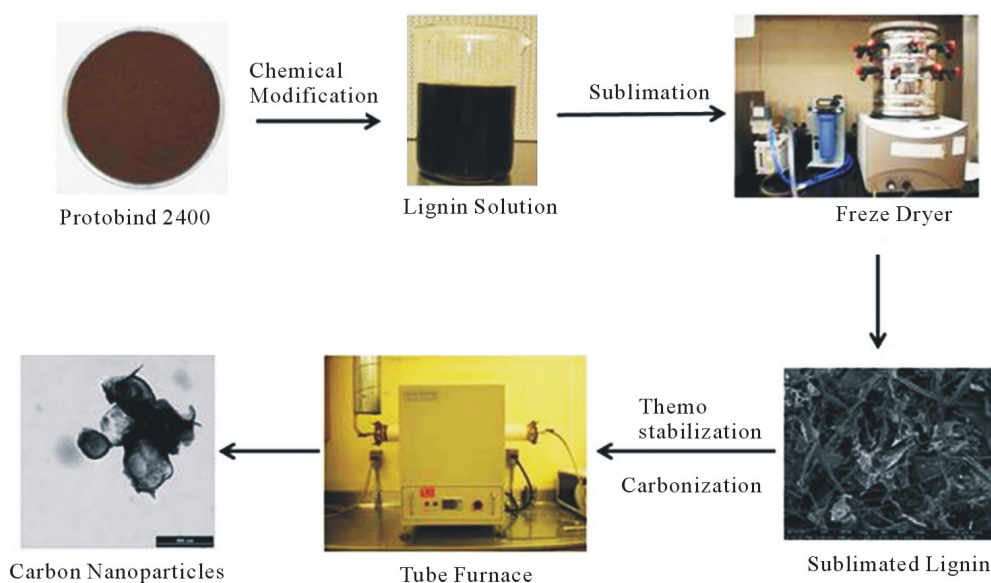 Chemical
Modification
Sublimation
Protobind 2400
Lignin Solution
Freze Dryer
Themo
stabilization
Carbonization
Carbon Nanoparticles
Tube Furnace
Sublimated Lignin